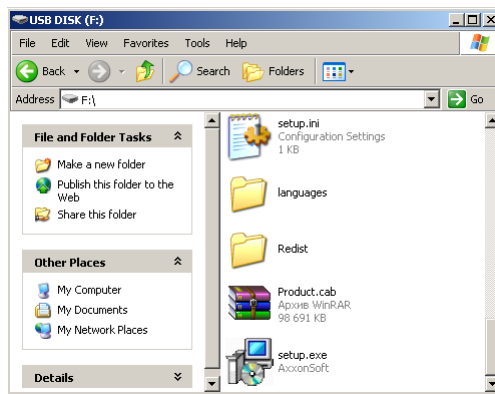 USB DISK (F:)
File Edit View Favorites Tools Help
Back Search Folders
Address F:\ Go
File and Folder Tasks
Make a new folder
Publish this folder to the
Web
Share this folder
Other Places
My Computer
My Documents
My Network Places
Details
setup.ini
Configuration Settings
1 KB
languages
Redist
Product.cab
Архив WinRAR
98 691 KB
setup.exe
AxxonSoft